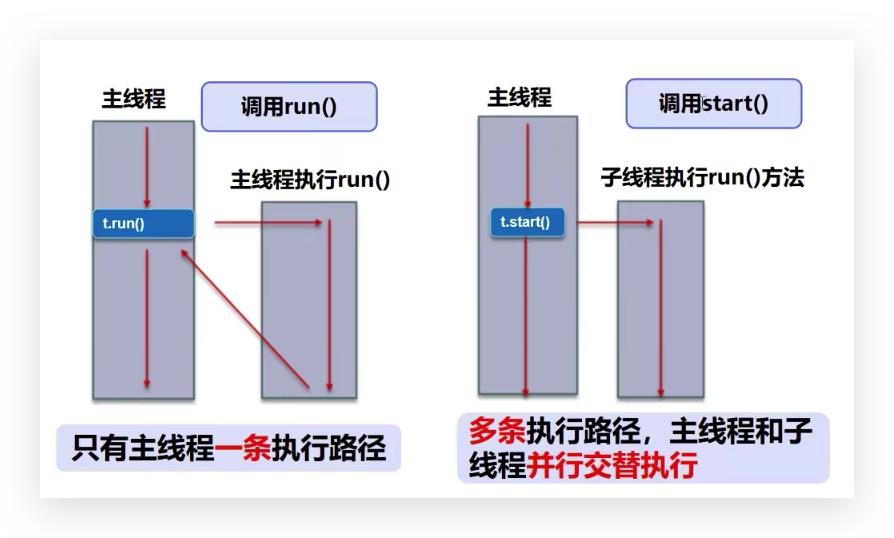 主线程
调用run()
主线程执行run()
t.run()
只有主线程一条执行路径
主线程
调用start()
子线程执行run()方法
t.start()
多条执行路径，主线程和子
线程并行交替执行